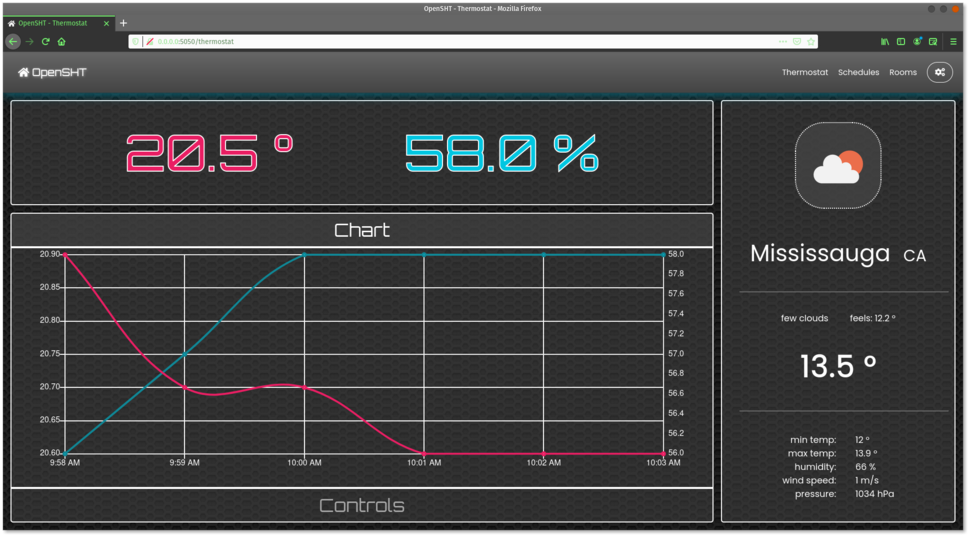 OpenSHT - Thermostat - Mozilla Firefox
OpenSHT - Thermostat
0.0.0.0:5050/thermostat
OpenSHT
Thermostat Schedules Rooms
20.5 º 58.0 %
Chart
20.90
20.85
20.80
20.75
20.70
20.65
20.60
58.0
57.8
57.6
57.4
57.2
57.0
56.8
56.6
56.4
56.2
56.0
9:58 AM 9:59 AM 10:00 AM 10:01 AM 10:02 AM 10:03 AM
Controls
Mississauga CA
few clouds feels: 12.2 º
13.5 º
min temp: 12 º
max temp: 13.9 º
humidity: 66 %
wind speed: 1 m/s
pressure: 1034 hPa